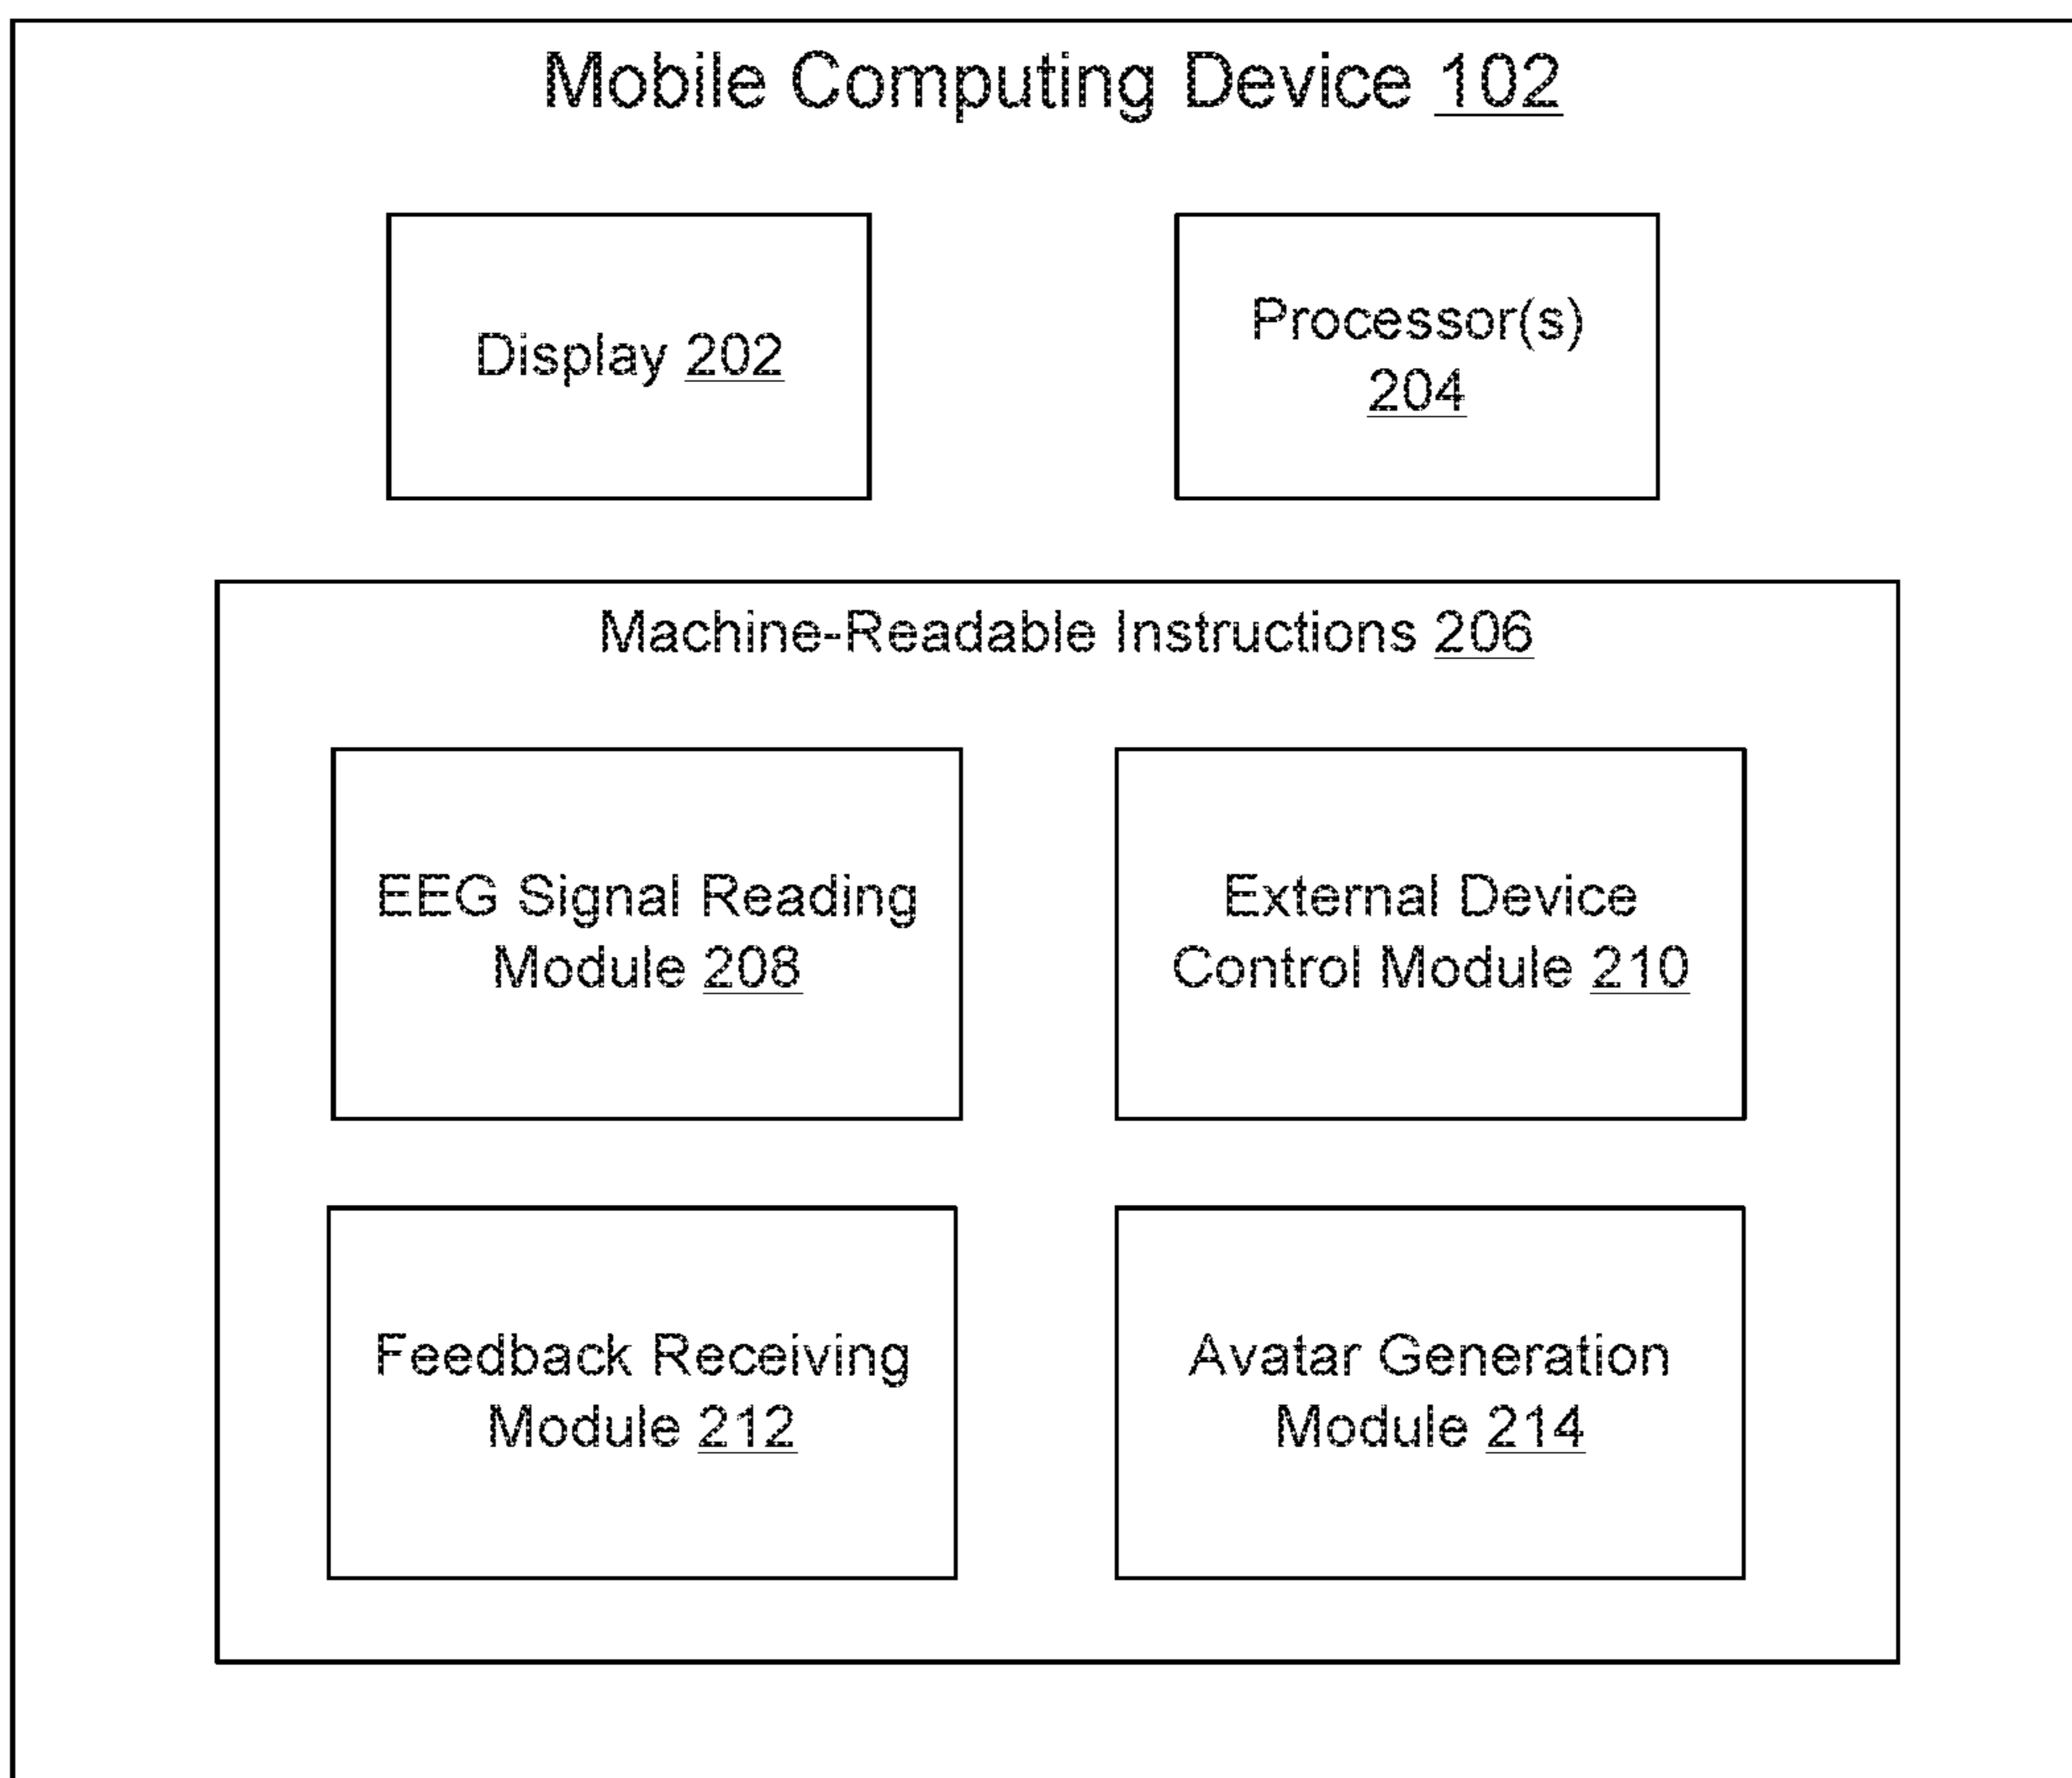 Mobile Computing Device 102
Display 202
Processor(s)
204
Machine-Readable Instructions 206
EEG Signal Reading
Module 208
External Device
Control Module 210
Feedback Receiving
Module 212
Avatar Generation
Module 214